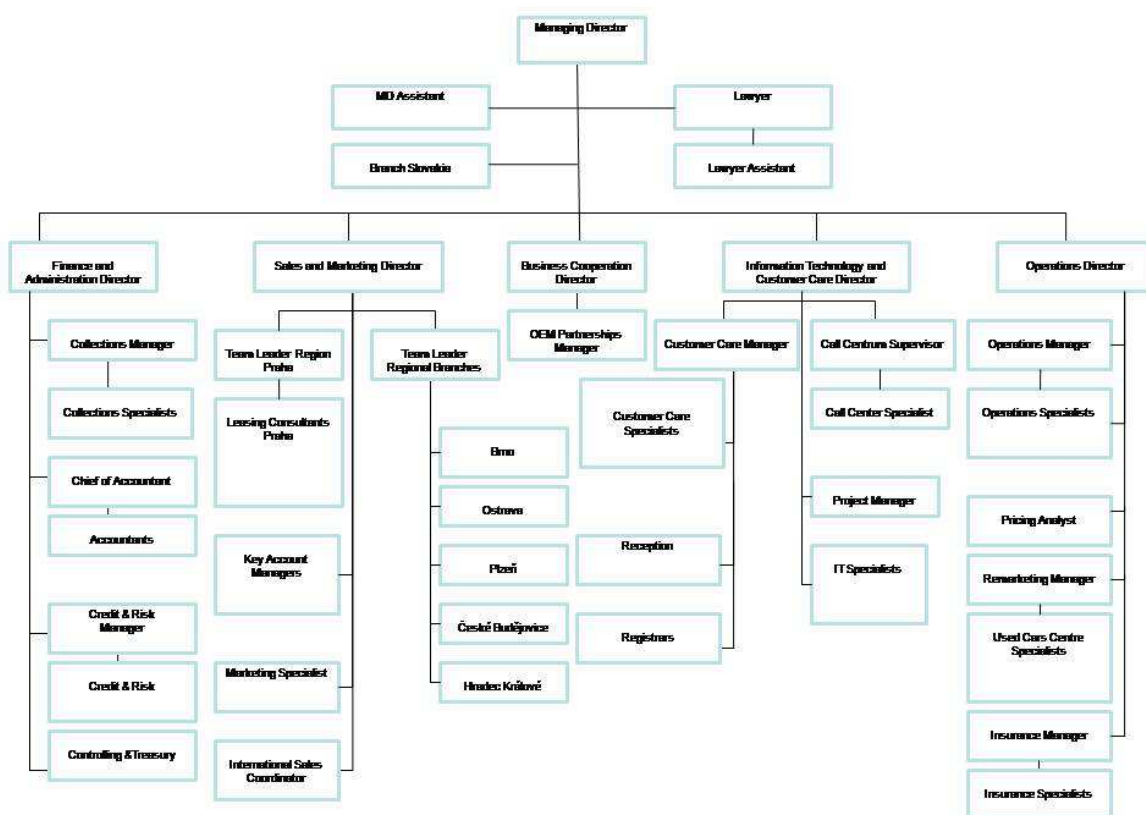 Managing Director
MD Assistant
Lawyer
Branch Slovakia
Lawyer Assistant
Finance and
Administration Director
Sales and Marketing Director
Business Cooperation
Director
Information Technology and
Customer Care Director
Operations Director
Collections Manager
Team Leader Region
Praha
Team Leader
Regional Branches
OEM Partnerships
Manager
Customer Care Manager
Call Centrum Supervisor
Operations Manager
Collections Specialists
Leasing Consultants
Praha
Customer Care
Specialists
Call Center Specialist
Operations Specialists
Brno
Chief of Accountant
Ostrava
Project Manager
Pricing Analyst
Accountants
Key Account
Managers
Plzeň
Reception
IT Specialists
Remarketing Manager
Credit & Risk
Manager
České Budějovice
Registrars
Used Cars Centre
Specialists
Credit & Risk
Marketing Specialist
Hradec Králové
Controlling &Treasury
International Sales
Coordinator
Insurance Manager
Insurance Specialists